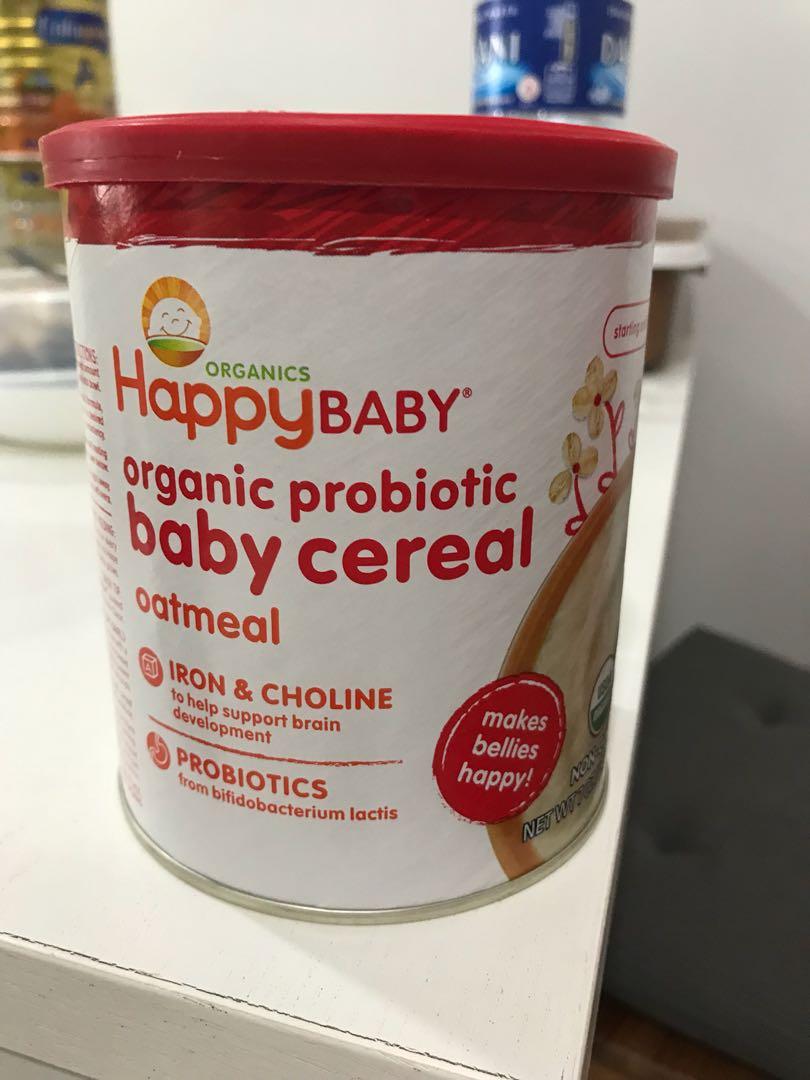 ORGANICS
HappyBABY®
organic probiotic
baby cereal
oatmeal
IRON & CHOLINE
to help support brain
development
PROBIOTICS
from bifidobacterium lactis
makes
bellies
happy!
starting
NET WT